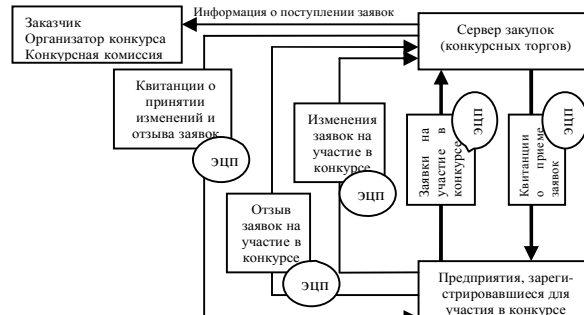 Информация о поступлении заявок
Заказчик
Организатор конкурса
Конкурсная комиссия
Сервер закупок
(конкурсных торгов)
Квитанции о
принятии
изменений и
отзыва заявок
ЭЦП
Изменения
заявок на
участие в
конкурсе
ЭЦП
Заявки на
участие в
конкурсе
ЭЦП
Квитанции
о приеме
заявок
ЭЦП
Отзыв
заявок на
участие в
конкурсе
ЭЦП
Предприятия, зареги-
стрировавшиеся для
участия в конкурсе